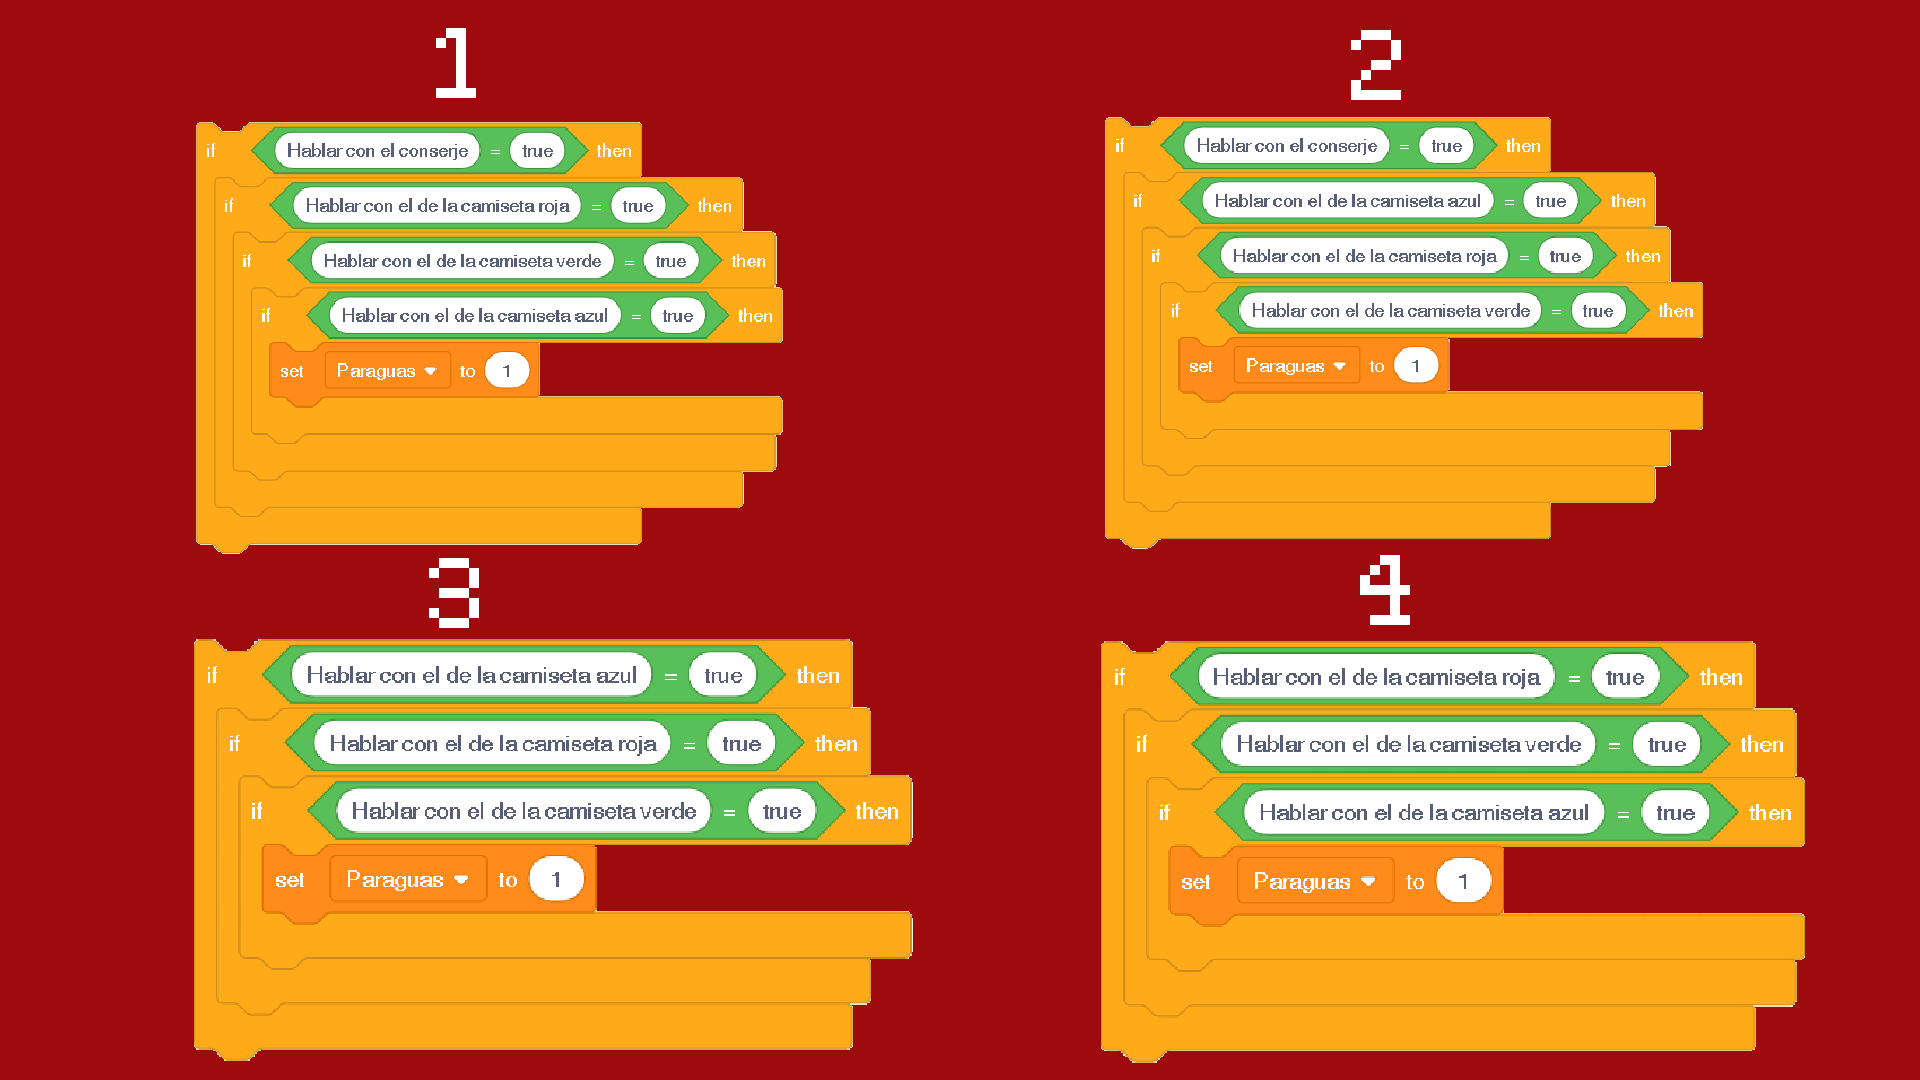 1
if Hablar con el conserje = true then
if Hablar con el de la camiseta roja = true then
if Hablar con el de la camiseta verde = true then
if Hablar con el de la camiseta azul = true then
set Paraguas to 1
2
if Hablar con el conserje = true then
if Hablar con el de la camiseta azul = true then
if Hablar con el de la camiseta roja = true then
if Hablar con el de la camiseta verde = true then
set Paraguas to 1
3
if Hablar con el de la camiseta azul = true then
if Hablar con el de la camiseta roja = true then
if Hablar con el de la camiseta verde = true then
set Paraguas to 1
4
if Hablar con el de la camiseta roja = true then
if Hablar con el de la camiseta verde = true then
if Hablar con el de la camiseta azul = true then
set Paraguas to 1